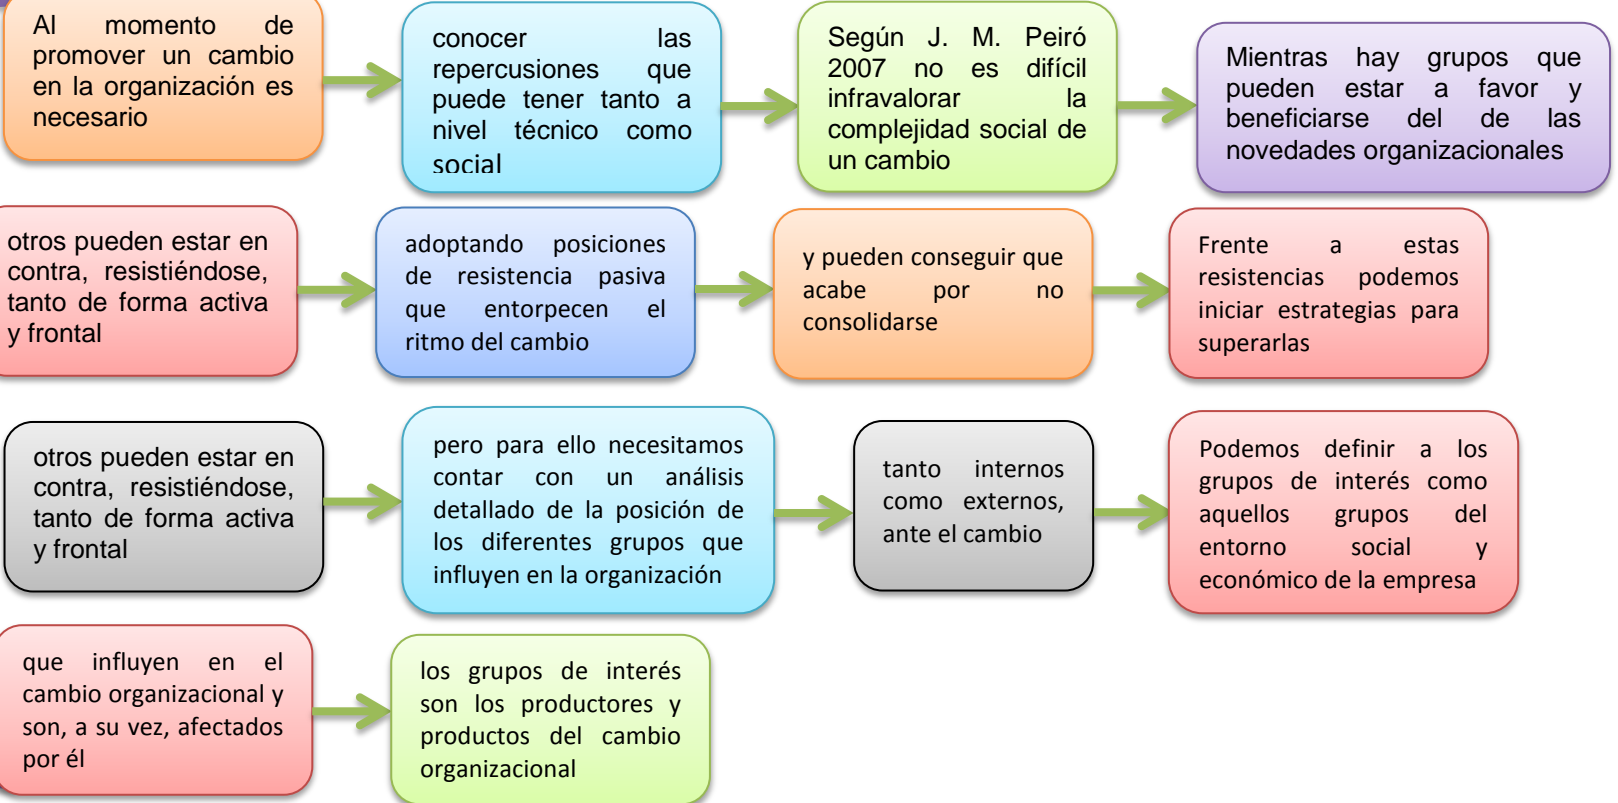 Al momento de
promover un cambio
en la organización es
necesario
conocer las
repercusiones que
puede tener tanto a
nivel técnico como
social
Según J. M. Peiró
2007 no es difícil
infravalorar la
complejidad social de
un cambio
Mientras hay grupos que
pueden estar a favor y
beneficiarse del de las
novedades organizacionales
otros pueden estar en
contra, resistiéndose,
tanto de forma activa
y frontal
adoptando posiciones
de resistencia pasiva
que entorpecen el
ritmo del cambio
y pueden conseguir que
acabe por no
consolidarse
Frente a estas
resistencias podemos
iniciar estrategias para
superarlas
otros pueden estar en
contra, resistiéndose,
tanto de forma activa
y frontal
pero para ello necesitamos
contar con un análisis
detallado de la posición de
los diferentes grupos que
influyen en la organización
tanto internos
como externos,
ante el cambio
Podemos definir a los
grupos de interés como
aquellos grupos del
entorno social y
económico de la empresa
que influyen en el
cambio organizacional y
son, a su vez, afectados
por él
los grupos de interés
son los productores y
productos del cambio
organizacional